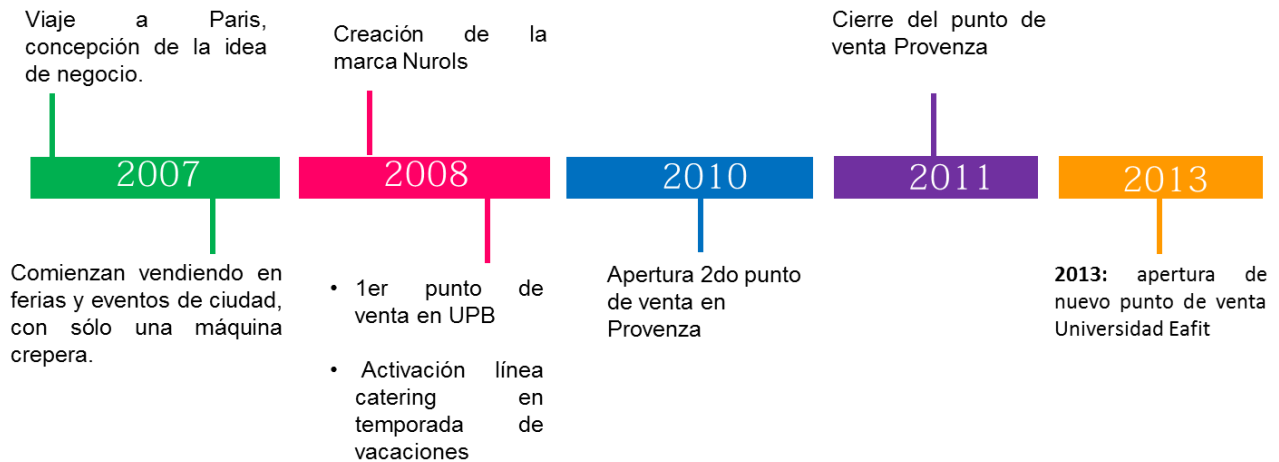 Viaje a Paris,
concepción de la idea
de negocio.
Creación de la
marca Nurols
Cierre del punto de
venta Provenza
2007
2008
2010
2011
2013
Comienzan vendiendo en
ferias y eventos de ciudad,
con sólo una máquina
crepera.
• 1er punto de
venta en UPB
• Activación línea
catering en
temporada de
vacaciones
Apertura 2do punto
de venta en
Provenza
2013: apertura de
nuevo punto de venta
Universidad Eafit